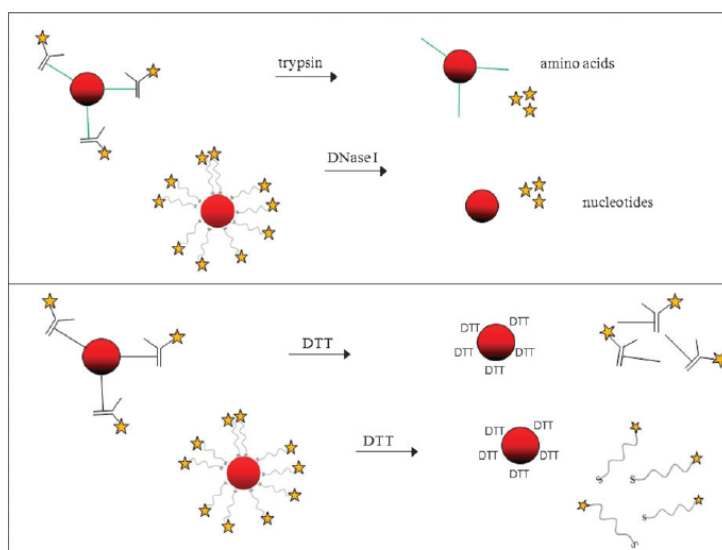 trypsin
amino acids
DNase I
nucleotides
DTT
DTT DTT
DTT DTT
DTT
DTT
DTT DTT
DTT DTT
DTT
S S
S
S